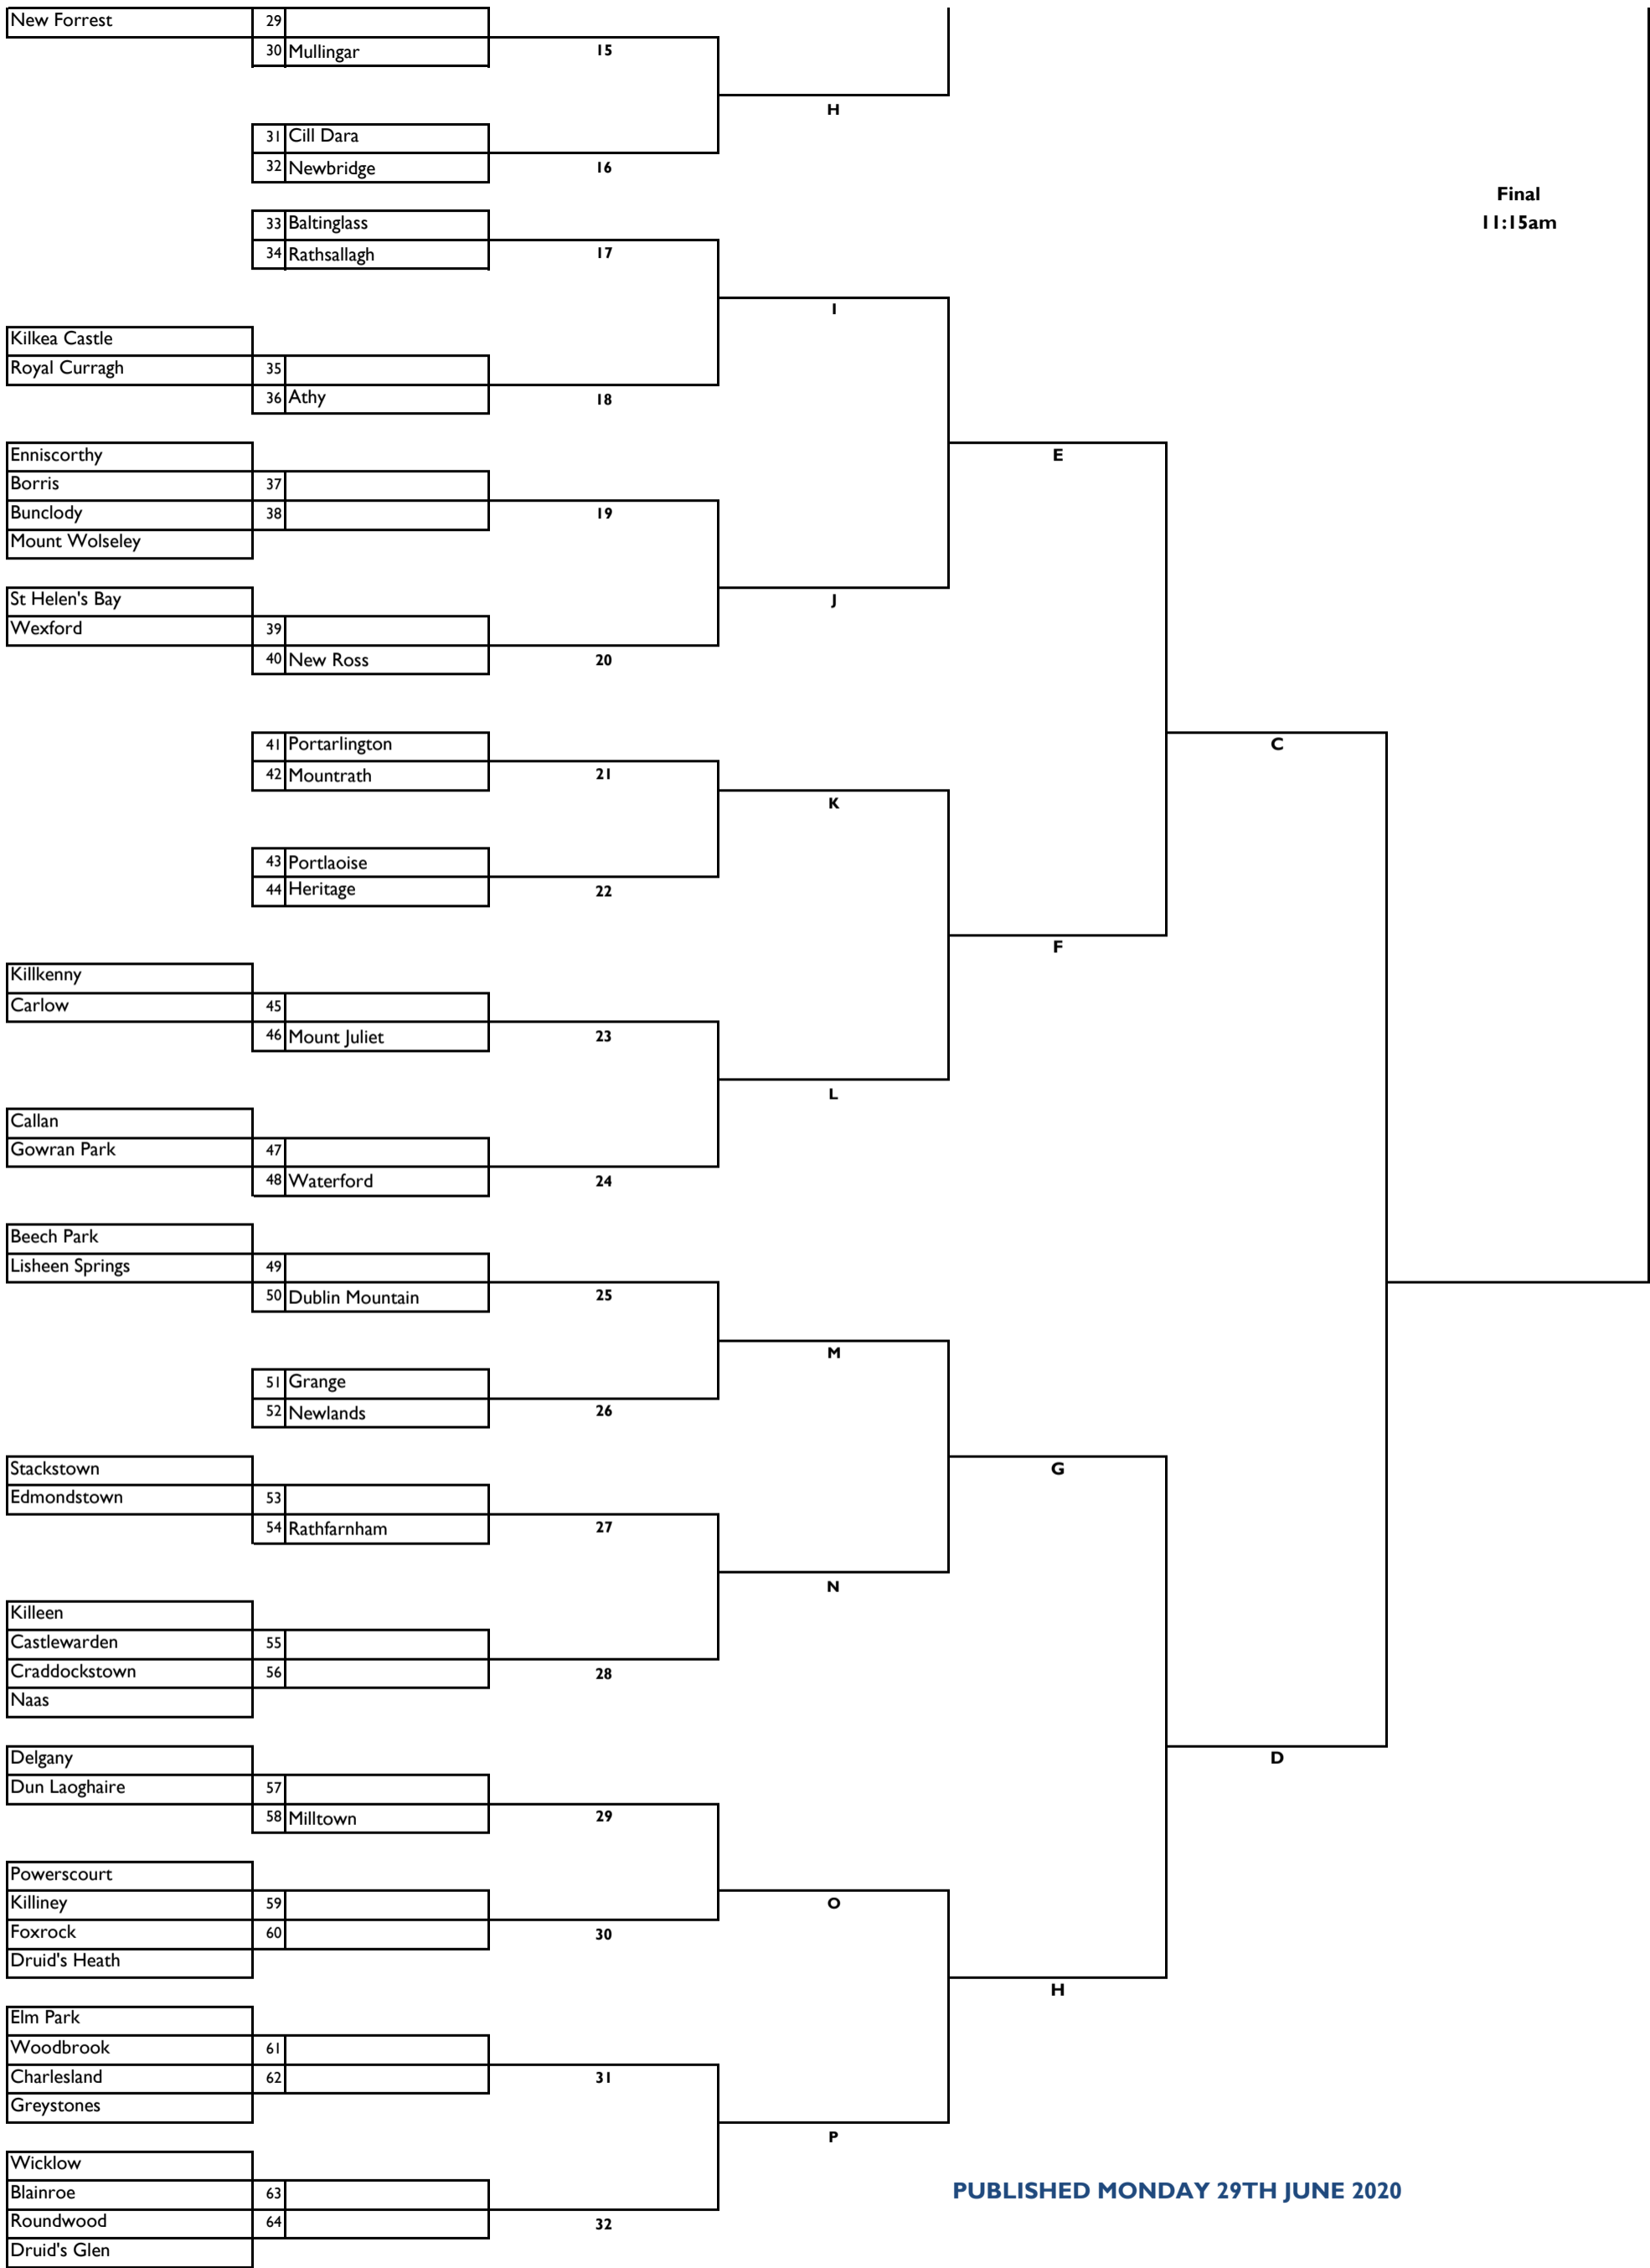 New Forrest 29
30 Mullingar 15
H
31 Cill Dara
32 Newbridge 16
Final
11:15am
33 Baltinglass
34 Rathsallagh 17
I
Kilkea Castle
Royal Curragh 35
36 Athy 18
Enniscorthy E
Borris 37
Bunclody 38 19
Mount Wolseley
St Helen's Bay J
Wexford 39
40 New Ross 20
41 Portarlington C
42 Mountrath 21
K
43 Portlaoise
44 Heritage 22
F
Killkenny
Carlow 45
46 Mount Juliet 23
L
Callan
Gowran Park 47
48 Waterford 24
Beech Park
Lisheen Springs 49
50 Dublin Mountain 25
M
51 Grange
52 Newlands 26
Stackstown G
Edmondstown 53
54 Rathfarnham 27
N
Killeen
Castlewarden 55
Craddockstown 56 28
Naas
Delgany D
Dun Laoghaire 57
58 Milltown 29
Powerscourt
Killiney 59 O
Foxrock 60 30
Druid's Heath
H
Elm Park
Woodbrook 61
Charlesland 62 31
Greystones
P
Wicklow
Blainroe 63 PUBLISHED MONDAY 29TH JUNE 2020
Roundwood 64 32
Druid's Glen